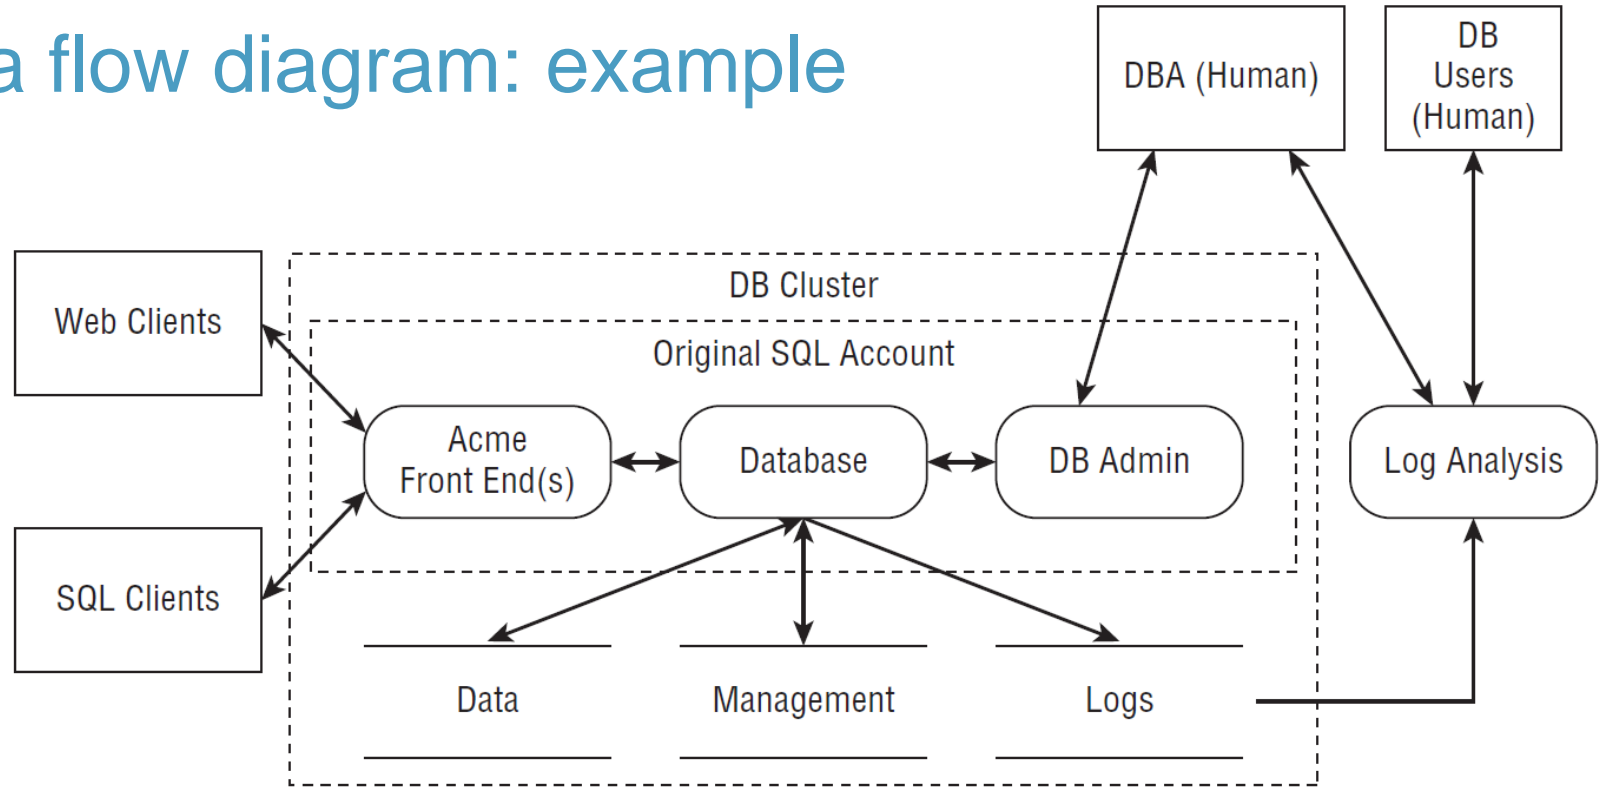 a flow diagram: example
DBA (Human)
DB
Users
(Human)
Web Clients
DB Cluster
Original SQL Account
Acme
Front End(s)
Database
DB Admin
Log Analysis
SQL Clients
Data
Management
Logs